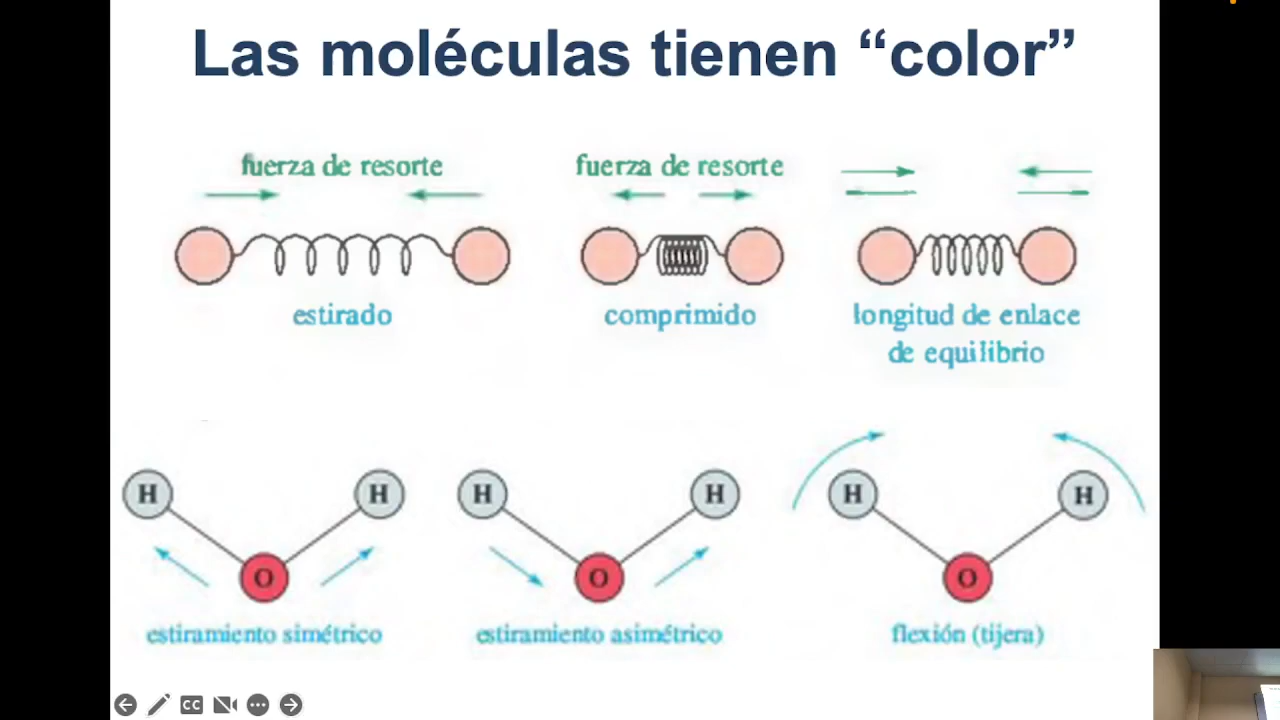 Las moléculas tienen “color”
fuerza de resorte
fuerza de resorte
estirado
comprimido
longitud de enlace
de equilibrio
H
H
O
estiramiento simétrico
H
H
O
estiramiento asimétrico
H
H
O
flexión (tijera)
CC